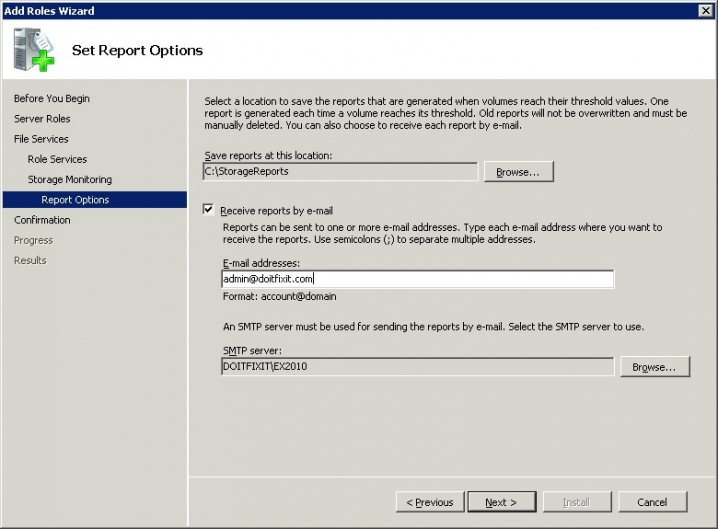 Add Roles Wizard
Set Report Options
Before You Begin
Server Roles
File Services
Role Services
Storage Monitoring
Report Options
Confirmation
Progress
Results
Select a location to save the reports that are generated when volumes reach their threshold values. One
report is generated each time a volume reaches its threshold. Old reports will not be overwritten and must be
manually deleted. You can also choose to receive each report by e-mail.
Save reports at this location:
C:\StorageReports
Browse...
Receive reports by e-mail
Reports can be sent to one or more e-mail addresses. Type each e-mail address where you want to
receive the reports. Use semicolons (;) to separate multiple addresses.
E-mail addresses:
admin@doitfixit.com
Format: account@domain
An SMTP server must be used for sending the reports by e-mail. Select the SMTP server to use.
SMTP server:
DOITFIXIT\EX2010
Browse...
< Previous
Next >
Install
Cancel